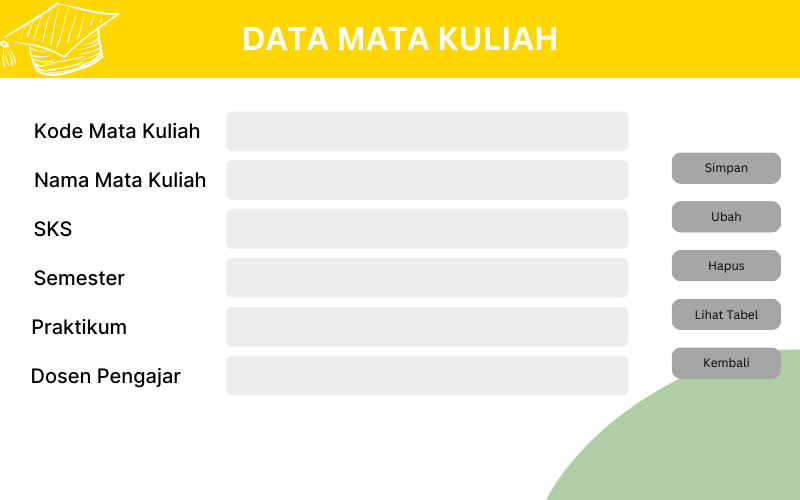 DATA MATA KULIAH
Kode Mata Kuliah
Nama Mata Kuliah
SKS
Semester
Praktikum
Dosen Pengajar
Simpan
Ubah
Hapus
Lihat Tabel
Kembali